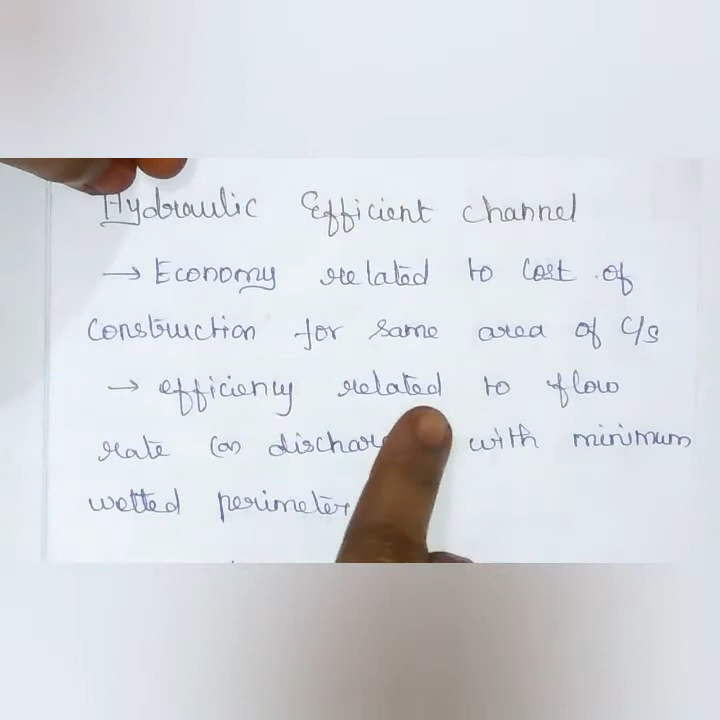 Hydraulic Efficient channel
→ Economy related to Cost of
Construction for same area of C/s
→ efficiency related to flow
rate (or) with minimum
wetted perimeter